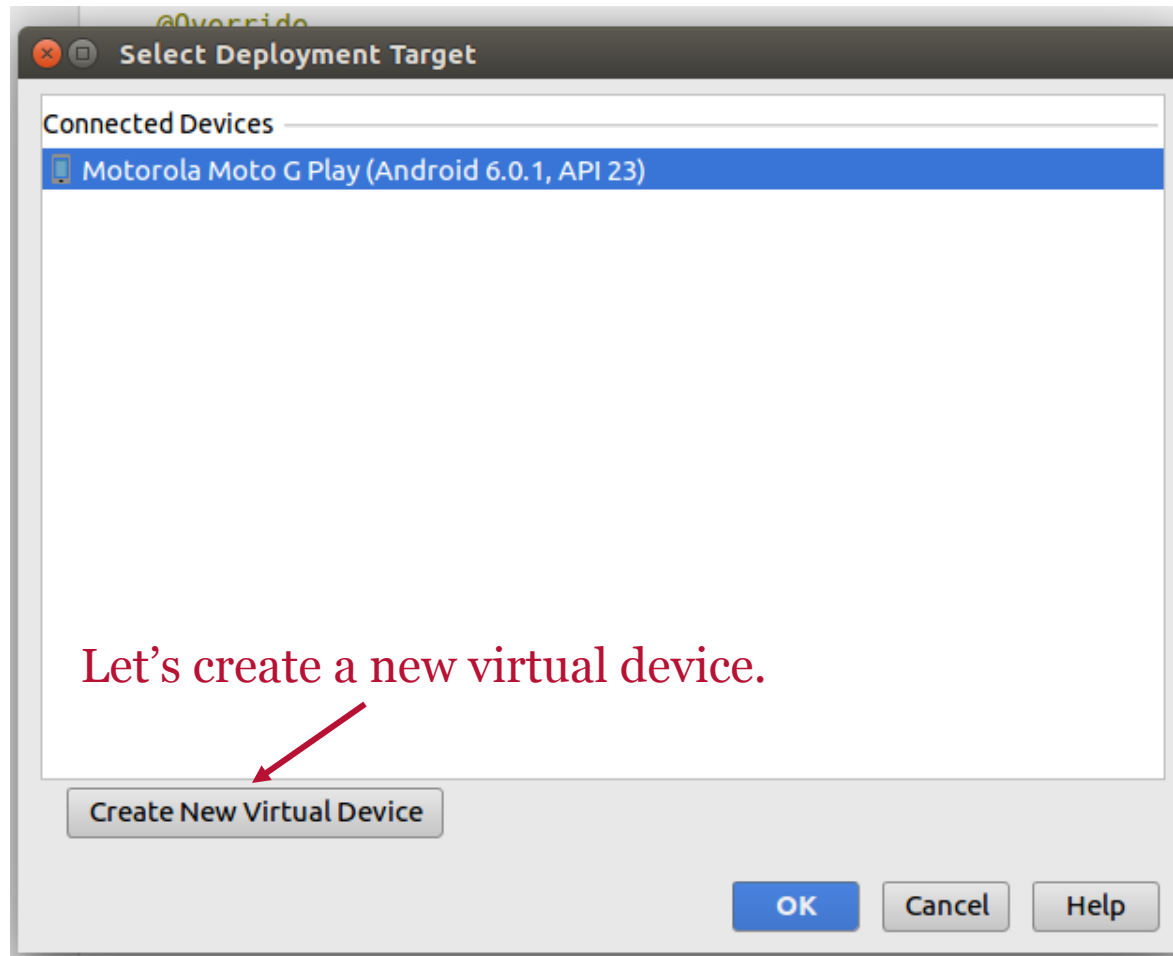 @Override
Select Deployment Target
Connected Devices
Motorola Moto G Play (Android 6.0.1, API 23)
Let’s create a new virtual device.
Create New Virtual Device
OK Cancel Help